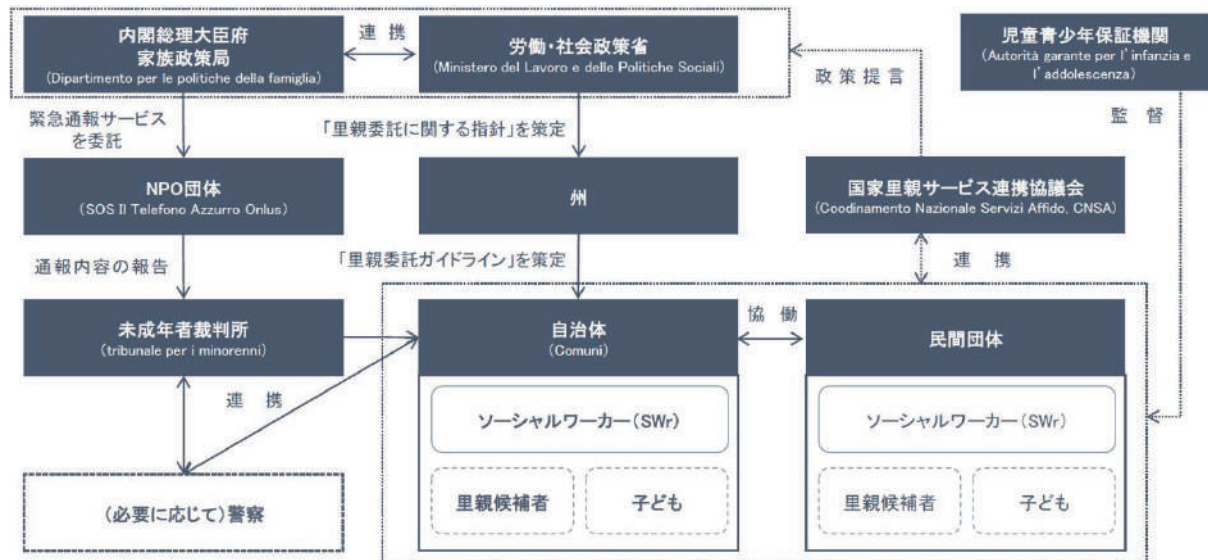 内閣総理大臣府
家族政策局
(Dipartimento per le politiche della famiglia)
連 携
労働・社会政策省
(Ministero del Lavoro e delle Politiche Sociali)
児童青少年保証機関
(Autorità garante per l'infanzia e
l'addolescenza)
政策提言
監 督
緊急通報サービス
を委託
「里親委託に関する指針」を策定
NPO団体
(SOS Il Telefono Azzurro Onlus)
州
国家里親サービス連携協議会
(Coodinamento Nazionale Servizi Affido, CNSA)
通報内容の報告
「里親委託ガイドライン」を策定
連 携
未成年者裁判所
(tribunale per i minorenni)
自治体
(Comuni)
協 働
民間団体
連 携
ソーシャルワーカー(SWr)
ソーシャルワーカー(SWr)
(必要に応じて)警察
里親候補者
子ども
里親候補者
子ども